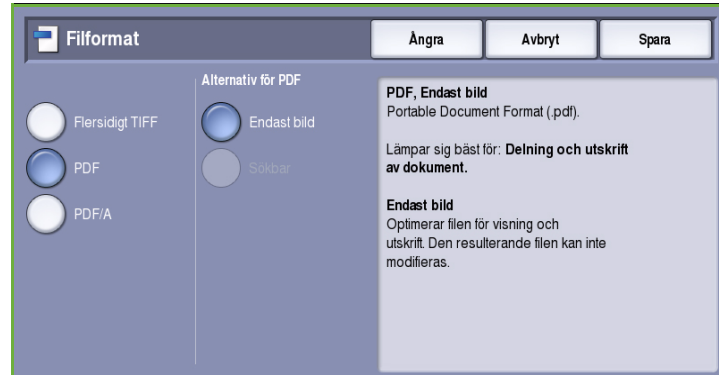 Filformat
Ångra
Avbryt
Spara
Flersidigt TIFF
PDF
PDF/A
Alternativ för PDF
Endast bild
Sökbar
PDF, Endast bild
Portable Document Format (.pdf).
Lämpar sig bäst för: Delning och utskrift
av dokument.
Endast bild
Optimerar filen för visning och
utskrift. Den resulterande filen kan inte
modifieras.